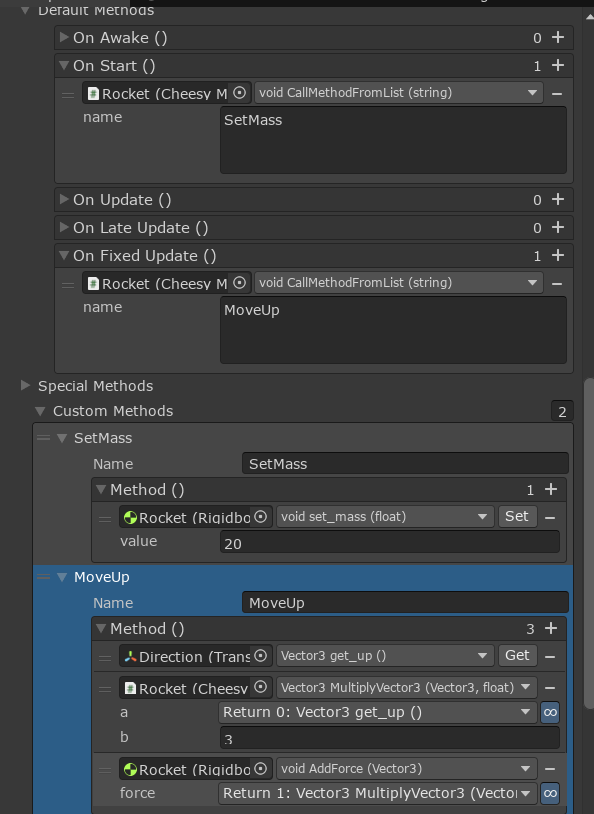 Default Methods
On Awake () 0 +
On Start () 1 +
Rocket (Cheesy M void CallMethodFromList (string) −
name SetMass
On Update () 0 +
On Late Update () 0 +
On Fixed Update () 1 +
Rocket (Cheesy M void CallMethodFromList (string) −
name MoveUp
Special Methods
Custom Methods 2
SetMass
Name SetMass
Method () 1 +
Rocket (Rigidbo void set_mass (float) Set −
value 20
MoveUp
Name MoveUp
Method () 3 +
Direction (Trans Vector3 get_up () Get −
Rocket (Cheesy Vector3 MultiplyVector3 (Vector3, float) −
a Return 0: Vector3 get_up () ∞
b 3
Rocket (Rigidbo void AddForce (Vector3) −
force Return 1: Vector3 MultiplyVector3 (Vector ∞